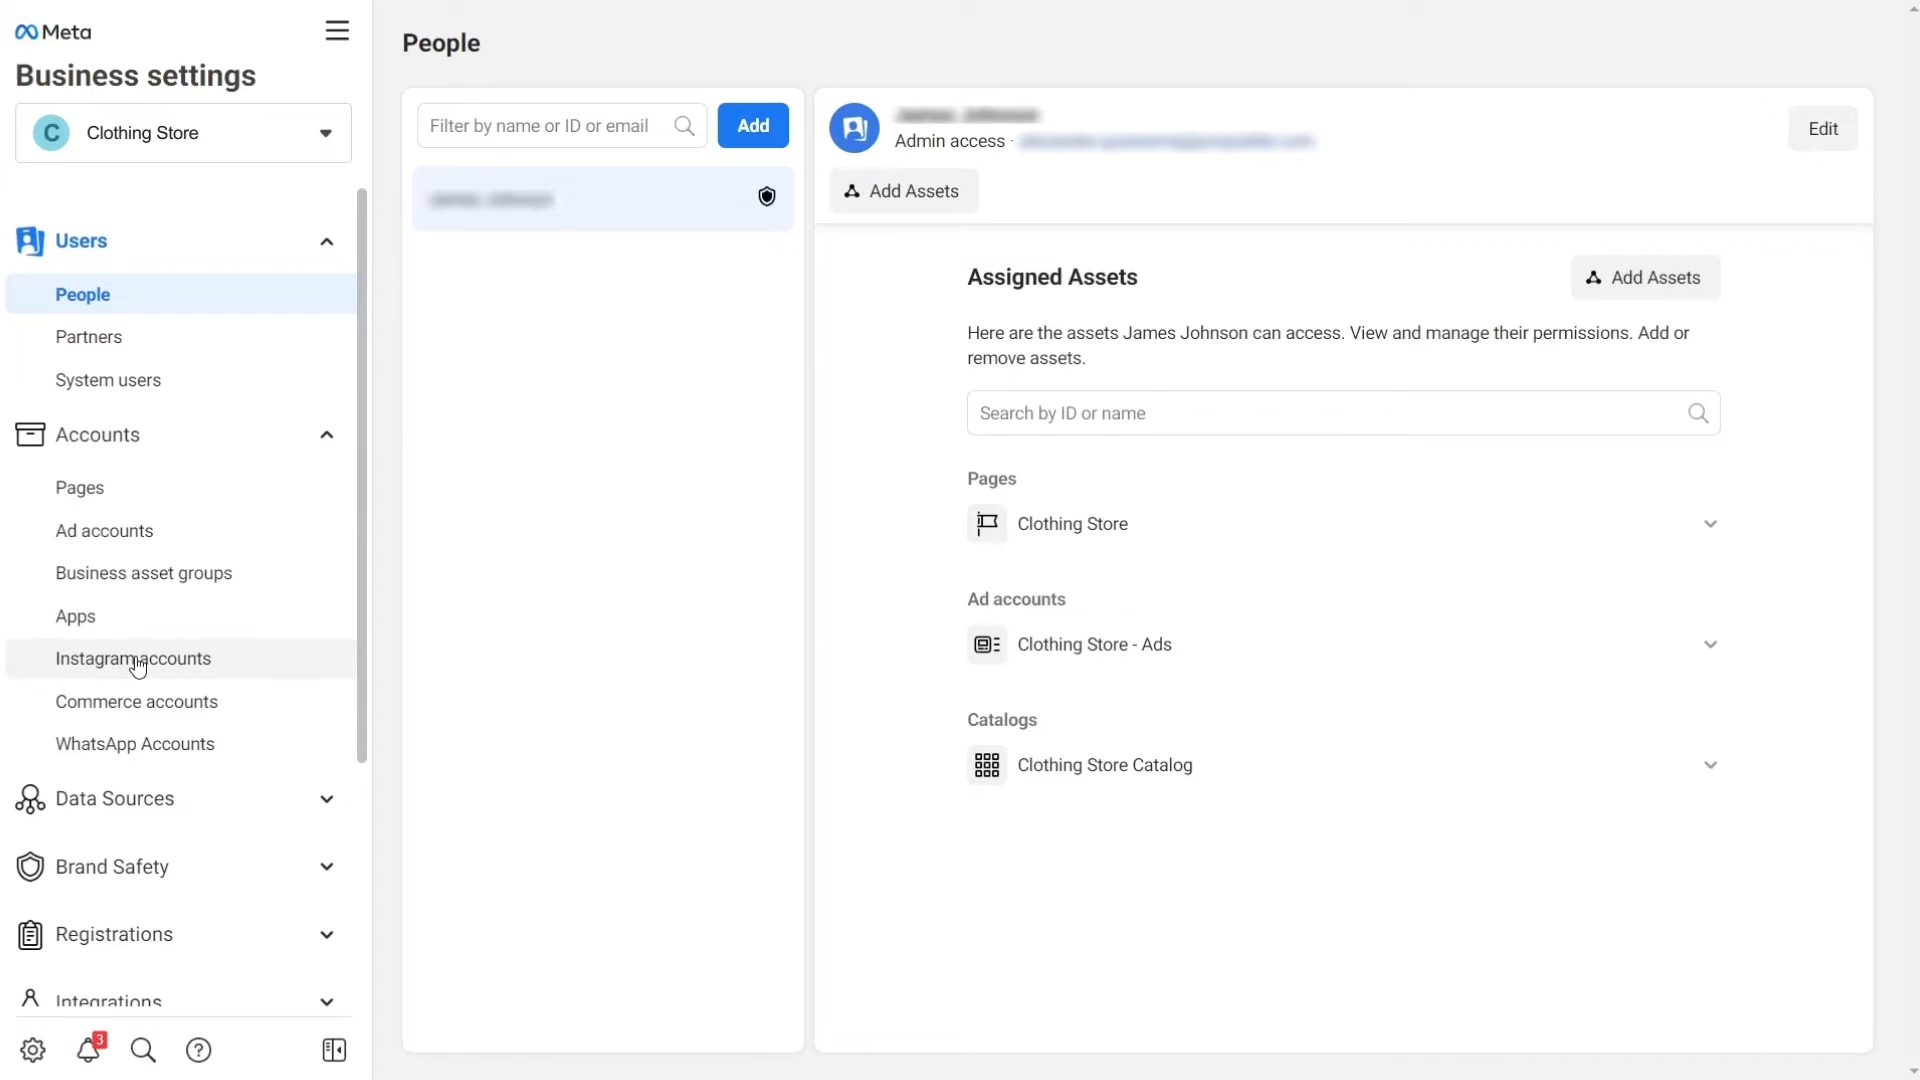 Meta
Business settings
C Clothing Store
Users
People
Partners
System users
Accounts
Pages
Ad accounts
Business asset groups
Apps
Instagram accounts
Commerce accounts
WhatsApp Accounts
Data Sources
Brand Safety
Registrations
Integrations
3
People
Filter by name or ID or email
Add
Admin access ·
Edit
Add Assets
Assigned Assets
Add Assets
Here are the assets James Johnson can access. View and manage their permissions. Add or
remove assets.
Search by ID or name
Pages
Clothing Store
Ad accounts
Clothing Store - Ads
Catalogs
Clothing Store Catalog